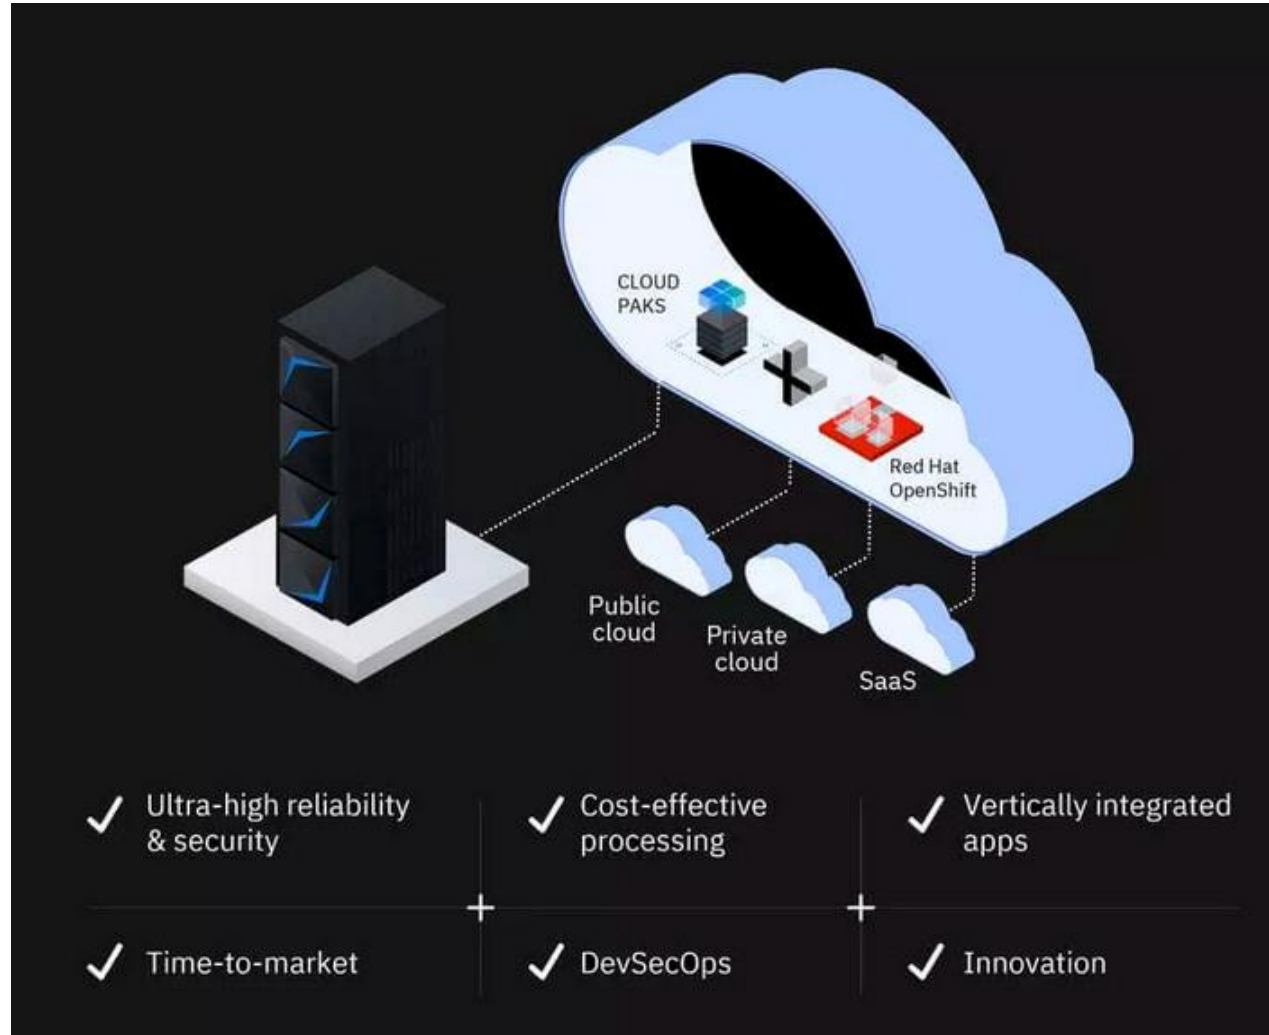 CLOUD
PAKS
Red Hat
OpenShift
Public
cloud
Private
cloud
SaaS
Ultra-high reliability
& security
Cost-effective
processing
Vertically integrated
apps
Time-to-market
DevSecOps
Innovation